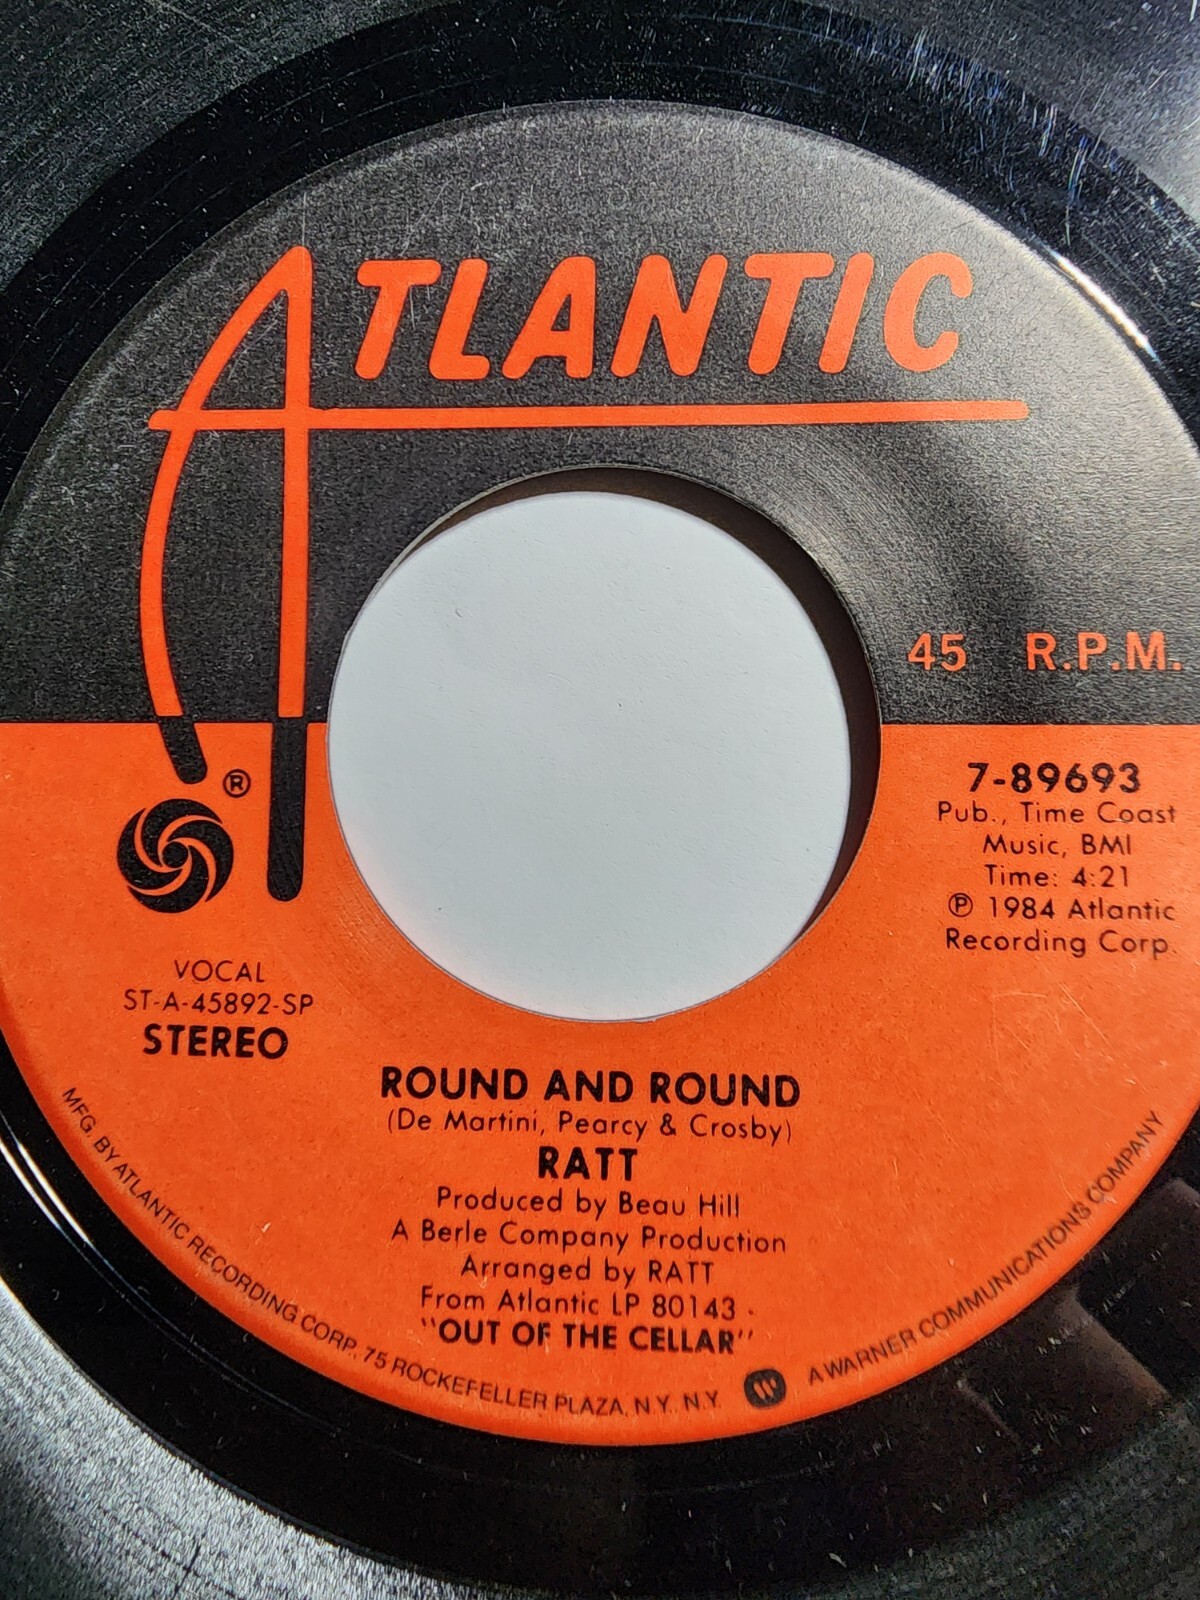 ATLANTIC
45 R.P.M.
®
7-89693
Pub., Time Coast
Music, BMI
Time: 4:21
℗ 1984 Atlantic
Recording Corp.
VOCAL
ST-A-45892-SP
STEREO
ROUND AND ROUND
(De Martini, Pearcy & Crosby)
RATT
Produced by Beau Hill
A Berle Company Production
Arranged by RATT
From Atlantic LP 80143
"OUT OF THE CELLAR"
MFG. BY ATLANTIC RECORDING CORP., 75 ROCKEFELLER PLAZA, N.Y., N.Y. W A WARNER COMMUNICATIONS COMPANY